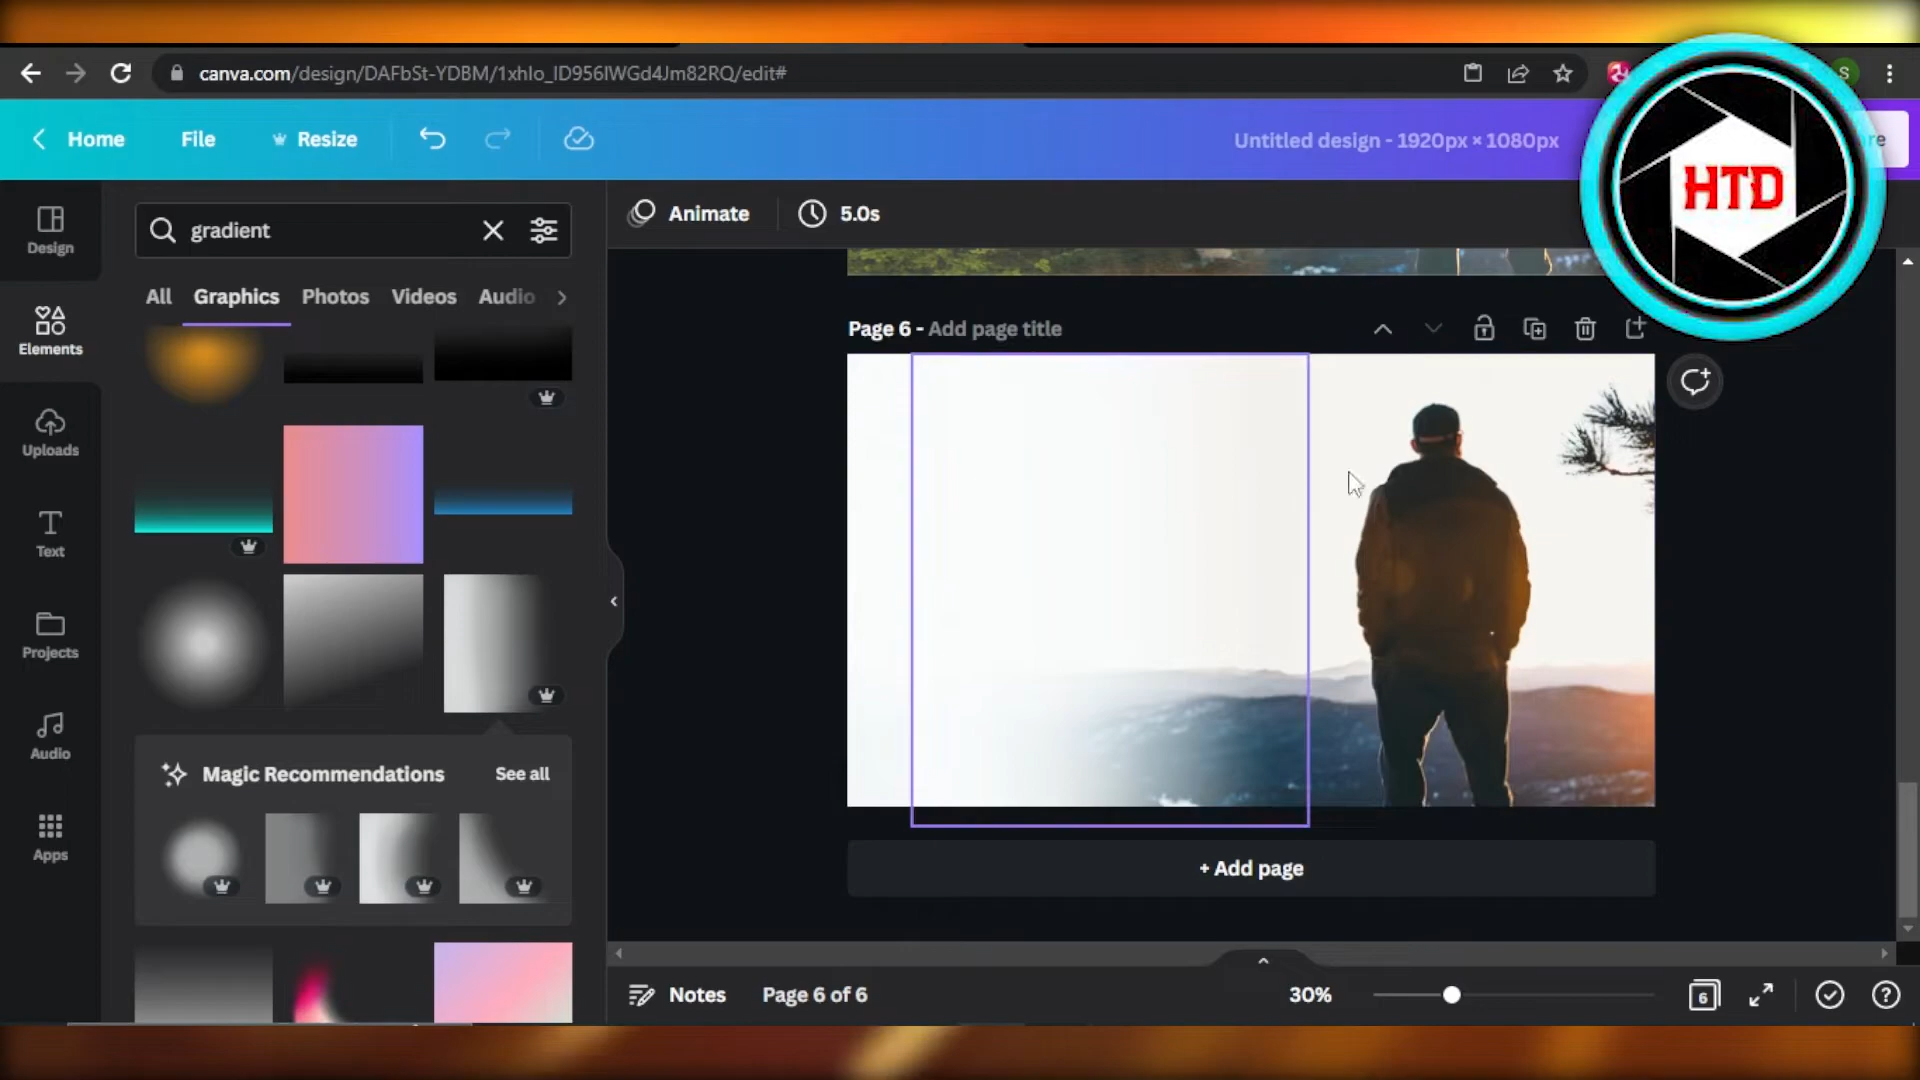 canva.com/design/DAFbSt-YDBM/1xhIo_ID956IWGd4Jm82RQ/edit#
S
Home
File
Resize
Untitled design - 1920px × 1080px
HTD
Design
Elements
Uploads
Text
Projects
Audio
Apps
gradient
All
Graphics
Photos
Videos
Audio
Magic Recommendations
See all
Animate
5.0s
Page 6 - Add page title
+ Add page
Notes
Page 6 of 6
30%
6